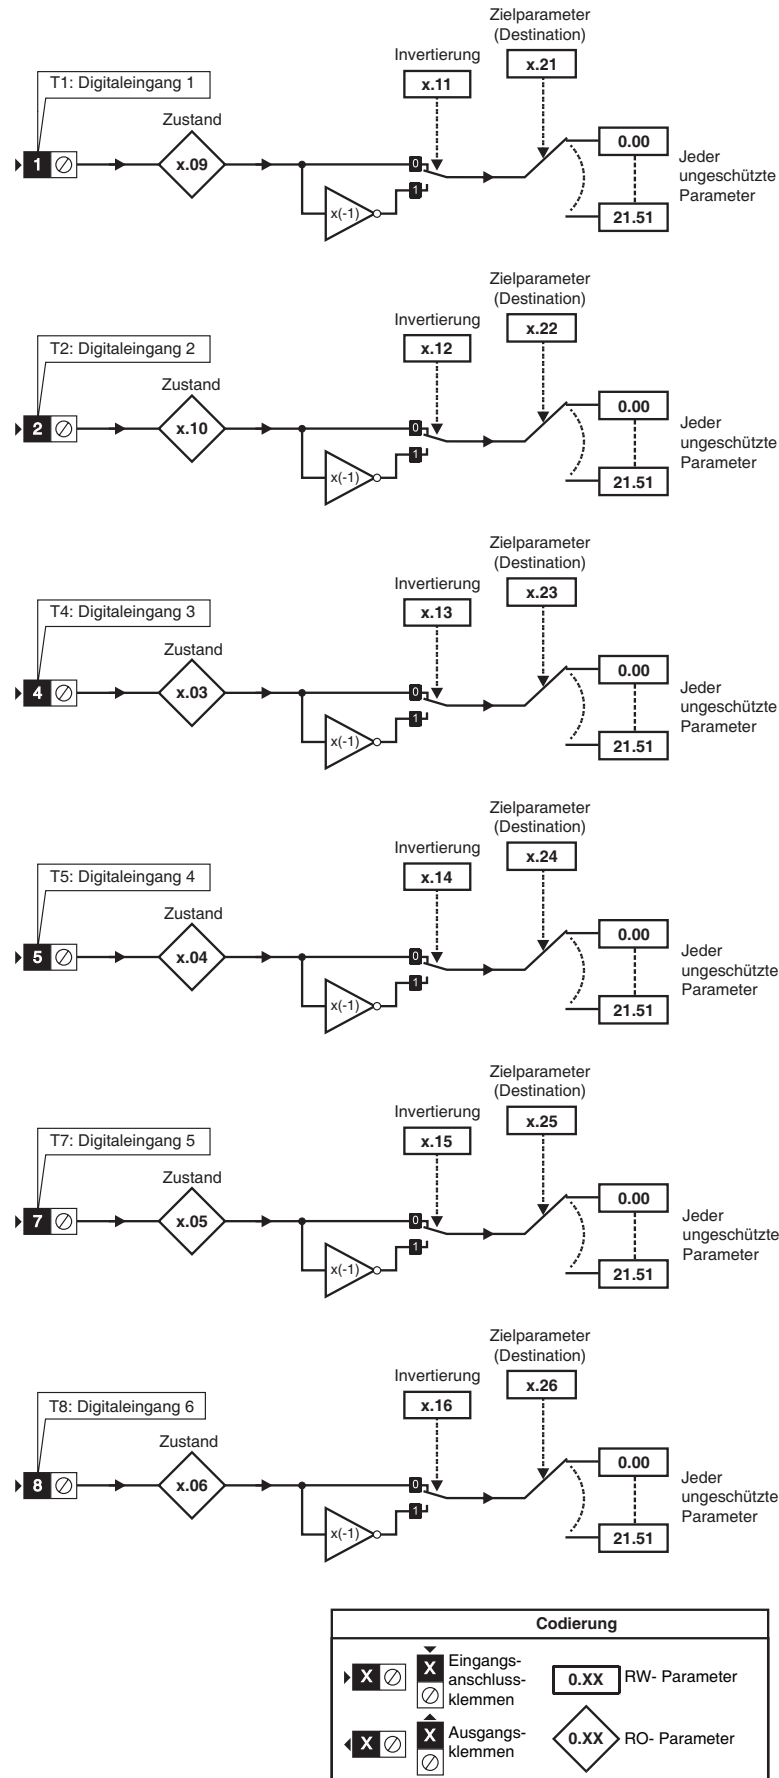 Zielparameter
(Destination)
Invertierung
x.21
x.11
T1: Digitaleingang 1
Zustand
1
x.09
0
1
x(-1)
0.00
21.51
Jeder
ungeschützte
Parameter
Zielparameter
(Destination)
Invertierung
x.22
x.12
T2: Digitaleingang 2
Zustand
2
x.10
0
1
x(-1)
0.00
21.51
Jeder
ungeschützte
Parameter
Zielparameter
(Destination)
Invertierung
x.23
x.13
T4: Digitaleingang 3
Zustand
4
x.03
0
1
x(-1)
0.00
21.51
Jeder
ungeschützte
Parameter
Zielparameter
(Destination)
Invertierung
x.24
x.14
T5: Digitaleingang 4
Zustand
5
x.04
0
1
x(-1)
0.00
21.51
Jeder
ungeschützte
Parameter
Zielparameter
(Destination)
Invertierung
x.25
x.15
T7: Digitaleingang 5
Zustand
7
x.05
0
1
x(-1)
0.00
21.51
Jeder
ungeschützte
Parameter
Zielparameter
(Destination)
Invertierung
x.26
x.16
T8: Digitaleingang 6
Zustand
8
x.06
0
1
x(-1)
0.00
21.51
Jeder
ungeschützte
Parameter
Codierung
X
X
Eingangs-
anschluss-
klemmen
0.XX
RW- Parameter
X
X
Ausgangs-
klemmen
0.XX
RO- Parameter